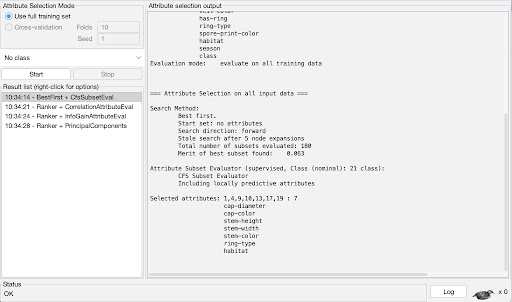 Attribute Selection Mode
Use full training set
Cross-validation Folds 10
Seed 1
No class
Start Stop
Result list (right-click for options)
10:34:14 - BestFirst + CfsSubsetEval
10:34:21 - Ranker + CorrelationAttributeEval
10:34:24 - Ranker + InfoGainAttributeEval
10:34:28 - Ranker + PrincipalComponents
Attribute selection output
has-ring
ring-type
spore-print-color
habitat
season
class
Evaluation mode: evaluate on all training data
=== Attribute Selection on all input data ===
Search Method:
Best first.
Start set: no attributes
Search direction: forward
Stale search after 5 node expansions
Total number of subsets evaluated: 180
Merit of best subset found: 0.063
Attribute Subset Evaluator (supervised, Class (nominal): 21 class):
CFS Subset Evaluator
Including locally predictive attributes
Selected attributes: 1,4,9,10,13,17,19 : 7
cap-diameter
cap-color
stem-height
stem-width
stem-color
ring-type
habitat
Status
OK
Log
x 0